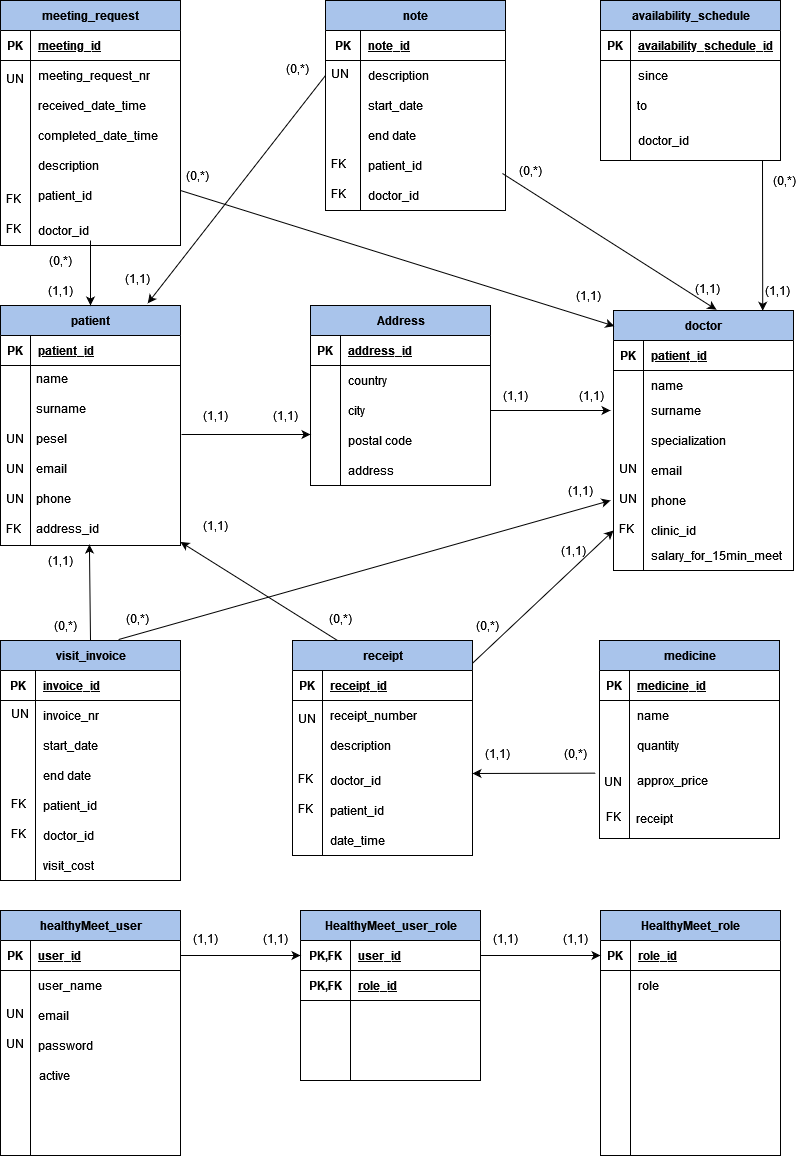 meeting_request
PK meeting_id
UN meeting_request_nr
received_date_time
completed_date_time
description
FK patient_id
FK doctor_id
note
PK note_id
UN description
start_date
end date
FK patient_id
FK doctor_id
availability_schedule
PK availability_schedule_id
since
to
doctor_id
(0,*)
(0,*)
(0,*)
(0,*)
(0,*)
(1,1)
(1,1)
(1,1)
(1,1)
(1,1)
patient
PK patient_id
name
surname
UN pesel
UN email
UN phone
FK address_id
(1,1)
(1,1)
Address
PK address_id
country
city
postal code
address
(1,1)
(1,1)
doctor
PK patient_id
name
surname
specialization
UN email
UN phone
FK clinic_id
salary_for_15min_meet
(1,1)
(1,1)
(1,1)
(1,1)
(0,*)
(0,*)
(0,*)
(0,*)
visit_invoice
PK invoice_id
UN invoice_nr
start_date
end date
FK patient_id
FK doctor_id
visit_cost
receipt
PK receipt_id
UN receipt_number
description
FK doctor_id
FK patient_id
date_time
(1,1)
(0,*)
medicine
PK medicine_id
name
quantity
UN approx_price
FK receipt
healthyMeet_user
PK user_id
user_name
UN email
UN password
active
(1,1)
(1,1)
HealthyMeet_user_role
PK,FK user_id
PK,FK role_id
(1,1)
(1,1)
HealthyMeet_role
PK role_id
role